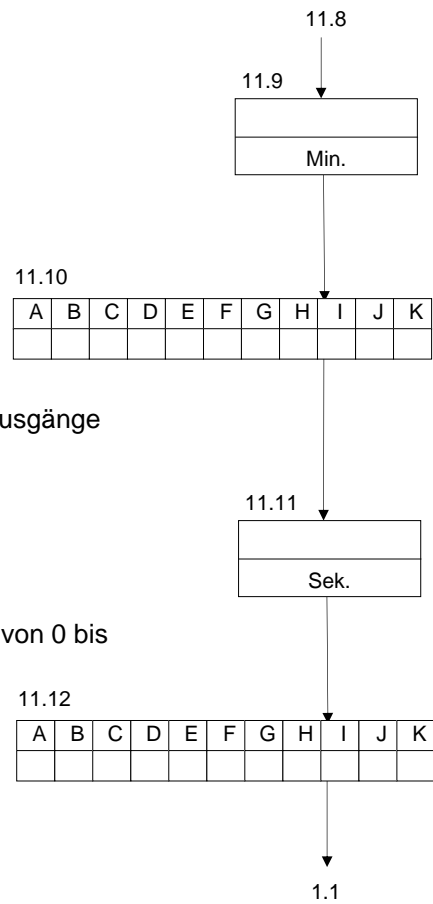 11.8
11.9
Min.
11.10
A B C D E F G H I J K
usgänge
11.11
Sek.
von 0 bis
11.12
A B C D E F G H I J K
1.1